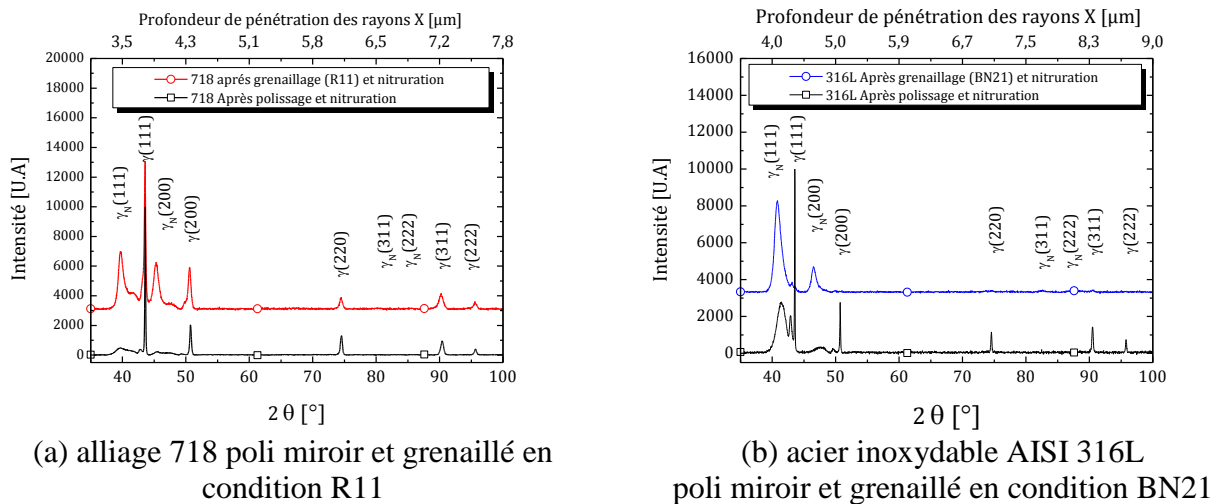 Profondeur de pénétration des rayons X [µm]
3,5 4,3 5,1 6,1 6,5 7,2 7,8
20000
18000
16000
14000
12000
10000
8000
6000
4000
2000
0
Intensité [U.A]
718 aprés grenaillage (R11) et nitruration
718 Après polissage et nitruration
γN(111)
γ(111)
γN(200)
γ(200)
γ(220)
γN(311)
γN(222)
γ(311)
γ(222)
40 50 60 70 80 90 100
2 θ [°]
(a) alliage 718 poli miroir et grenaillé en
condition R11
Profondeur de pénétration des rayons X [µm]
4,0 5,0 5,9 6,7 7,5 8,3 9,0
16000
14000
12000
10000
8000
6000
4000
2000
0
Intensité [U.A]
316L Après grenaillage (BN21) et nitruration
316L Après polissage et nitruration
γN(111)
γ(111)
γN(200)
γ(200)
γ(220)
γN(311)
γN(222)
γ(311)
γ(222)
40 50 60 70 80 90 100
2 θ [°]
(b) acier inoxydable AISI 316L
poli miroir et grenaillé en condition BN21